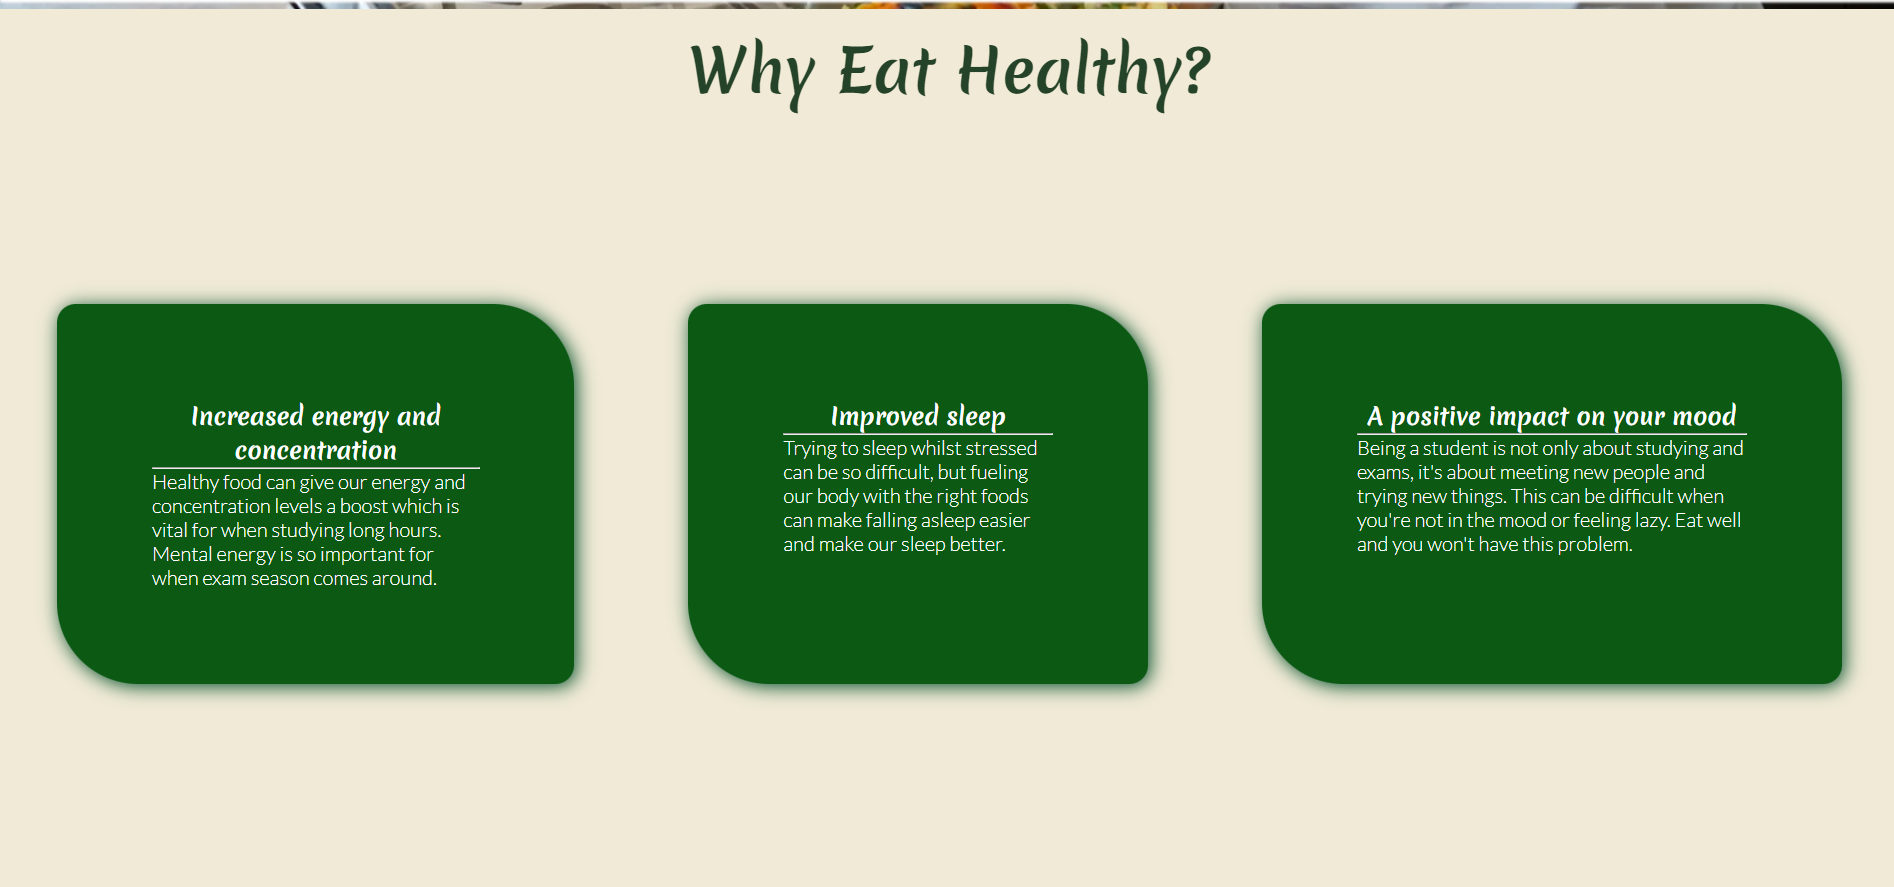 Why Eat Healthy?
Increased energy and
concentration
Healthy food can give our energy and
concentration levels a boost which is
vital for when studying long hours.
Mental energy is so important for
when exam season comes around.
Improved sleep
Trying to sleep whilst stressed
can be so difficult, but fueling
our body with the right foods
can make falling asleep easier
and make our sleep better.
A positive impact on your mood
Being a student is not only about studying and
exams, it's about meeting new people and
trying new things. This can be difficult when
you're not in the mood or feeling lazy. Eat well
and you won't have this problem.